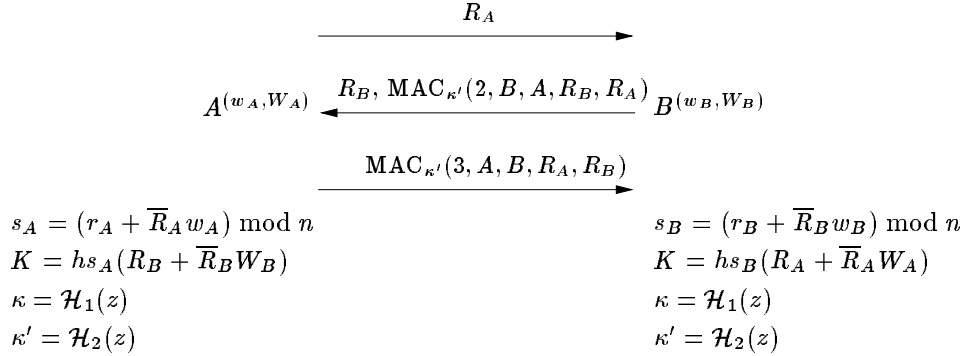 R_A
R_B, MAC_κ′(2, B, A, R_B, R_A)
A^(w_A,W_A) B^(w_B,W_B)
MAC_κ′(3, A, B, R_A, R_B)
s_A = (r_A + R̅_A w_A) mod n s_B = (r_B + R̅_B w_B) mod n
K = hs_A(R_B + R̅_B W_B) K = hs_B(R_A + R̅_A W_A)
κ = 𝓗_1(z) κ = 𝓗_1(z)
κ′ = 𝓗_2(z) κ′ = 𝓗_2(z)